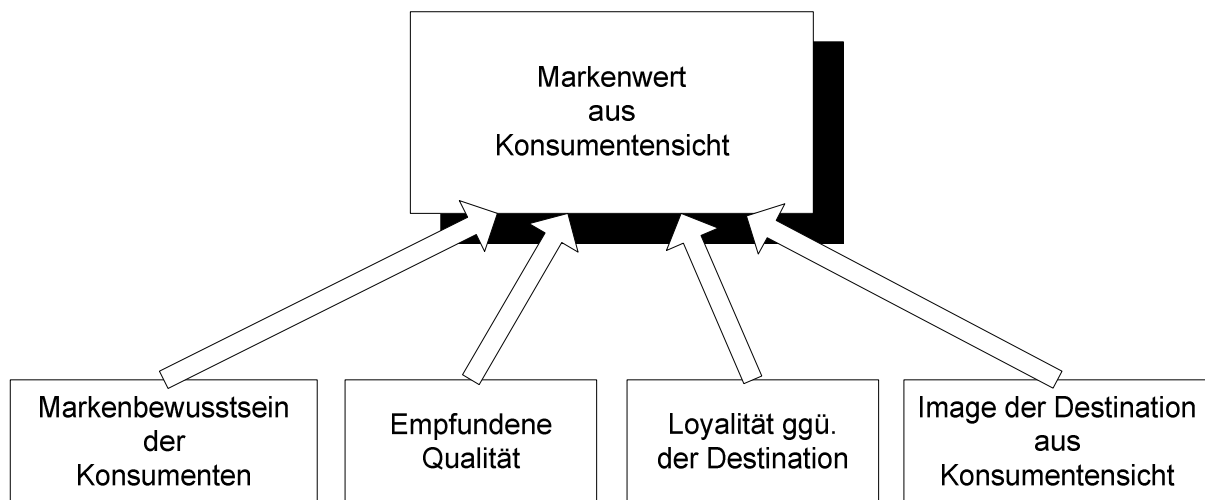 Markenwert
aus
Konsumentensicht
Markenbewusstsein
der
Konsumenten
Empfundene
Qualität
Loyalität ggü.
der Destination
Image der Destination
aus
Konsumentensicht